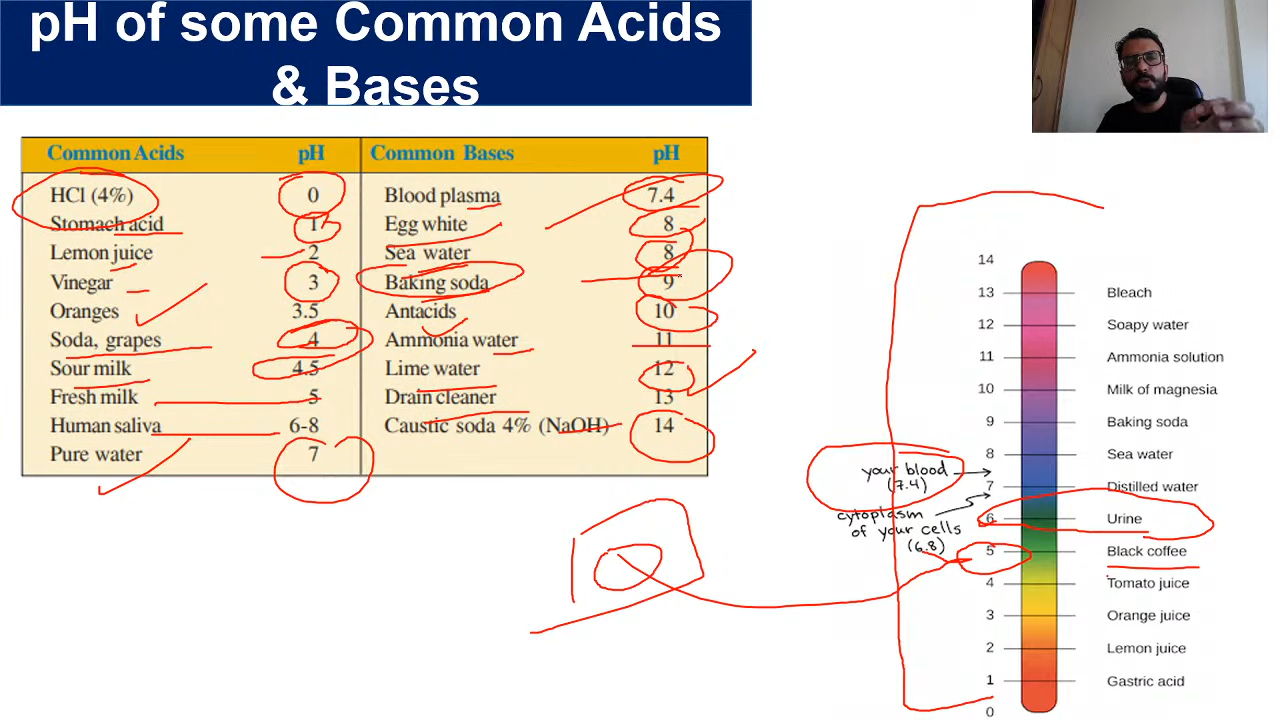 pH of some Common Acids
& Bases
Common Acids pH Common Bases pH
HCl (4%) 0 Blood plasma 7.4
Stomach acid 1 Egg white 8
Lemon juice 2 Sea water 8
Vinegar 3 Baking soda 9
Oranges 3.5 Antacids 10
Soda, grapes 4 Ammonia water 11
Sour milk 4.5 Lime water 12
Fresh milk 5 Drain cleaner 13
Human saliva 6-8 Caustic soda 4% (NaOH) 14
Pure water 7
14
13 Bleach
12 Soapy water
11 Ammonia solution
10 Milk of magnesia
9 Baking soda
8 Sea water
your blood
(7.4)
7 Distilled water
cytoplasm
of your cells
(6.8)
6 Urine
5 Black coffee
4 Tomato juice
3 Orange juice
2 Lemon juice
1 Gastric acid
0